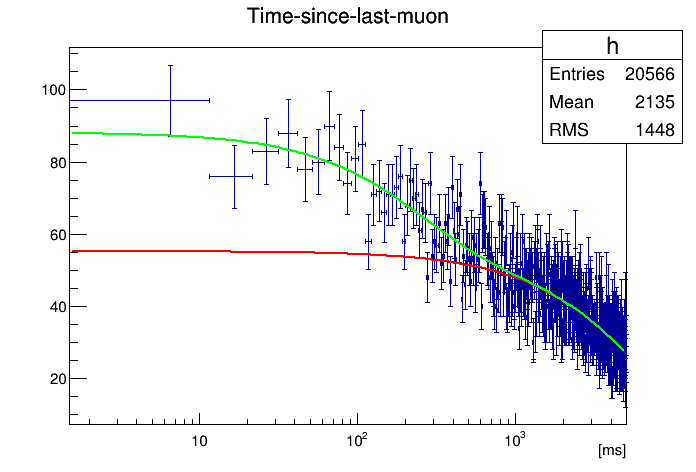 Time-since-last-muon
h
Entries 20566
Mean 2135
RMS 1448
100
80
60
40
20
10
10²
10³
[ms]